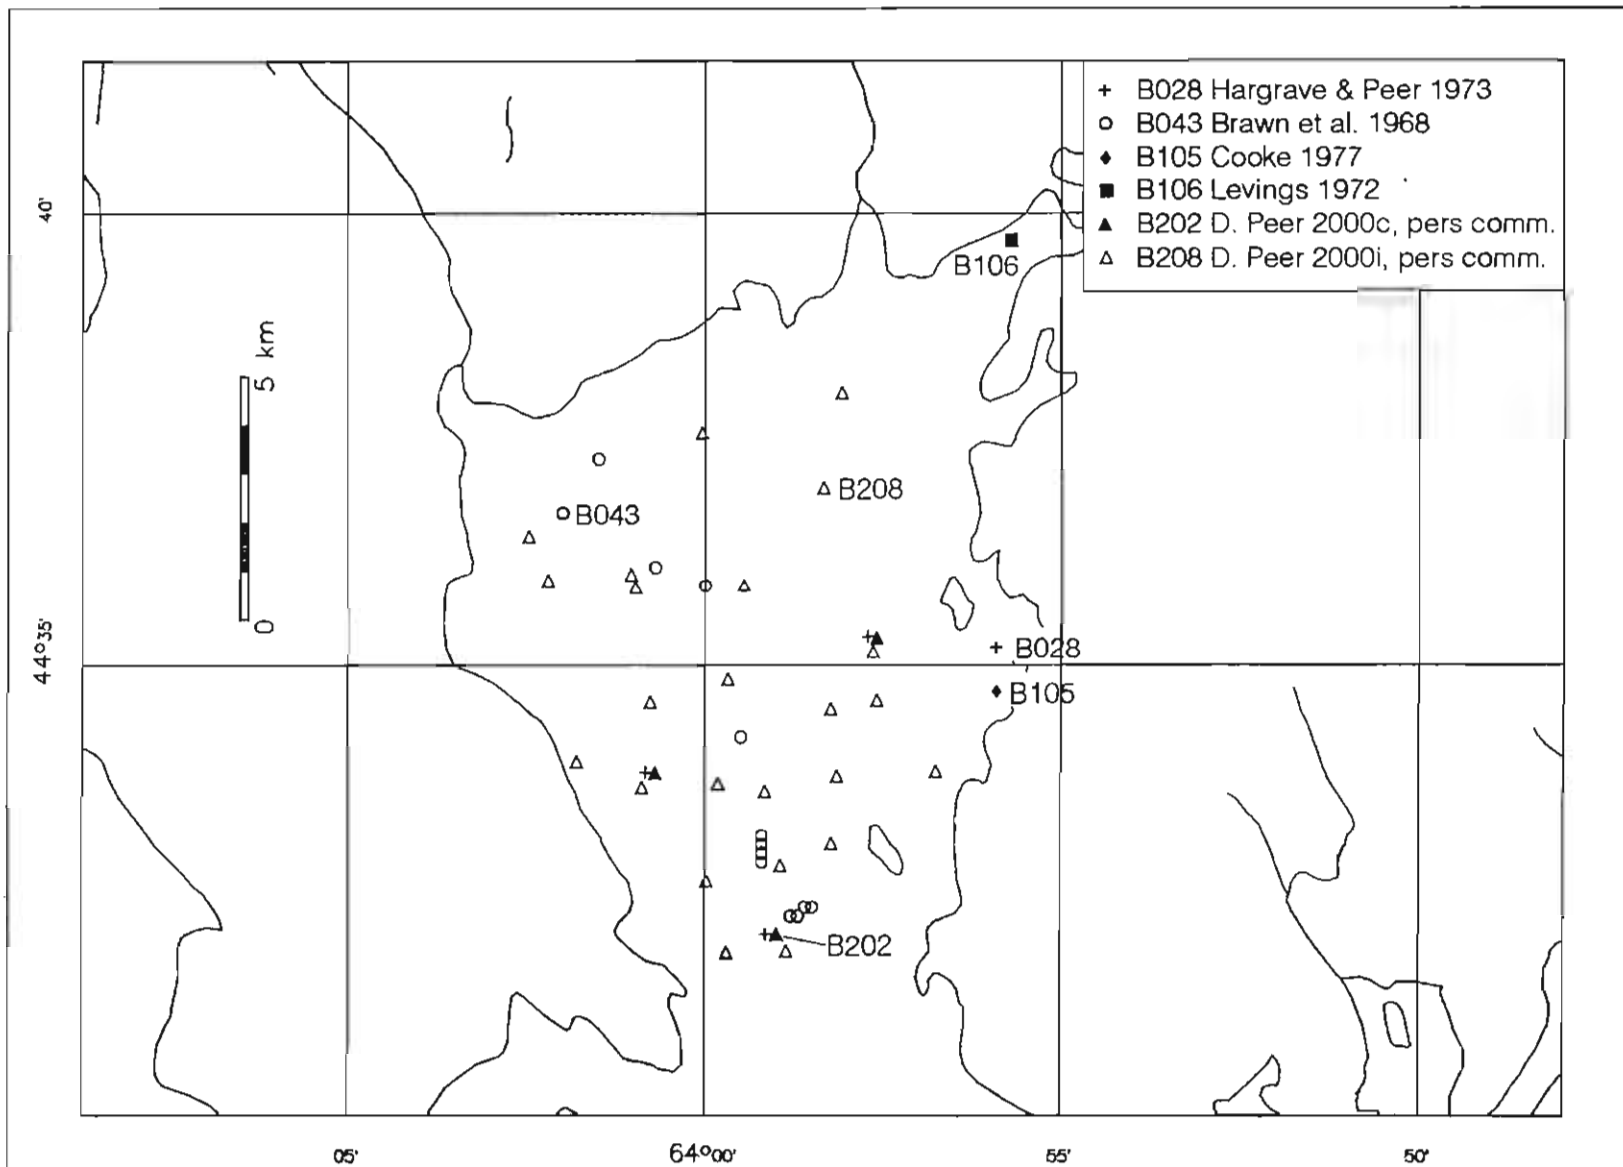 + B028 Hargrave & Peer 1973
○ B043 Brawn et al. 1968
♦ B105 Cooke 1977
■ B106 Levings 1972
▲ B202 D. Peer 2000c, pers comm.
△ B208 D. Peer 2000i, pers comm.
40'
B106
5 km
B208
B043
0
44°35'
B028
B105
B202
05'
64°00'
55'
50'